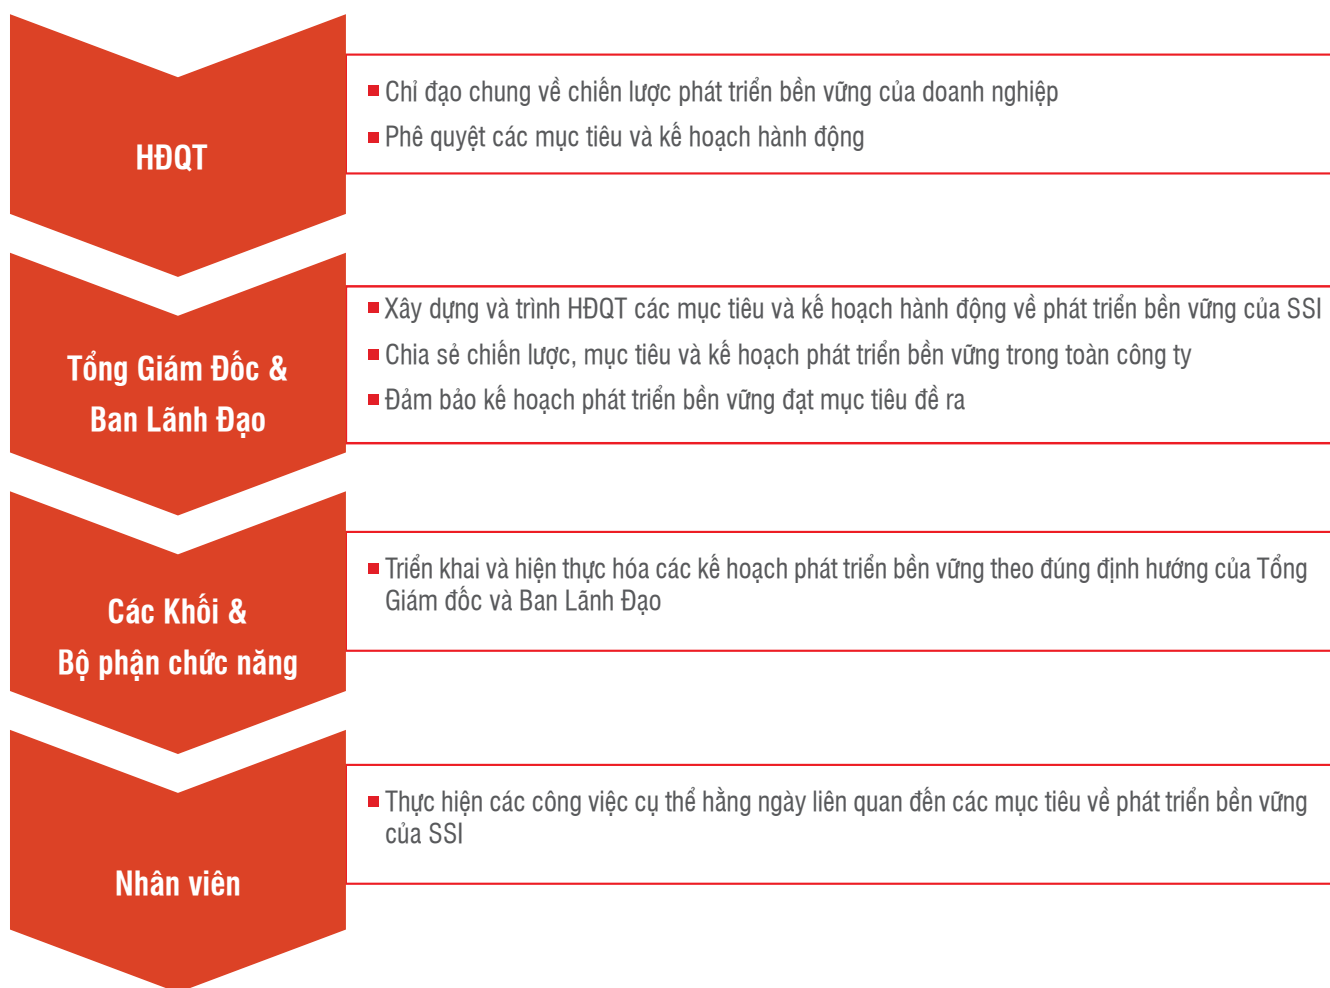 HĐQT
Chỉ đạo chung về chiến lược phát triển bền vững của doanh nghiệp
Phê quyệt các mục tiêu và kế hoạch hành động
Tổng Giám Đốc &
Ban Lãnh Đạo
Xây dựng và trình HĐQT các mục tiêu và kế hoạch hành động về phát triển bền vững của SSI
Chia sẻ chiến lược, mục tiêu và kế hoạch phát triển bền vững trong toàn công ty
Đảm bảo kế hoạch phát triển bền vững đạt mục tiêu đề ra
Các Khối &
Bộ phận chức năng
Triển khai và hiện thực hóa các kế hoạch phát triển bền vững theo đúng định hướng của Tổng
Giám đốc và Ban Lãnh Đạo
Nhân viên
Thực hiện các công việc cụ thể hằng ngày liên quan đến các mục tiêu về phát triển bền vững
của SSI